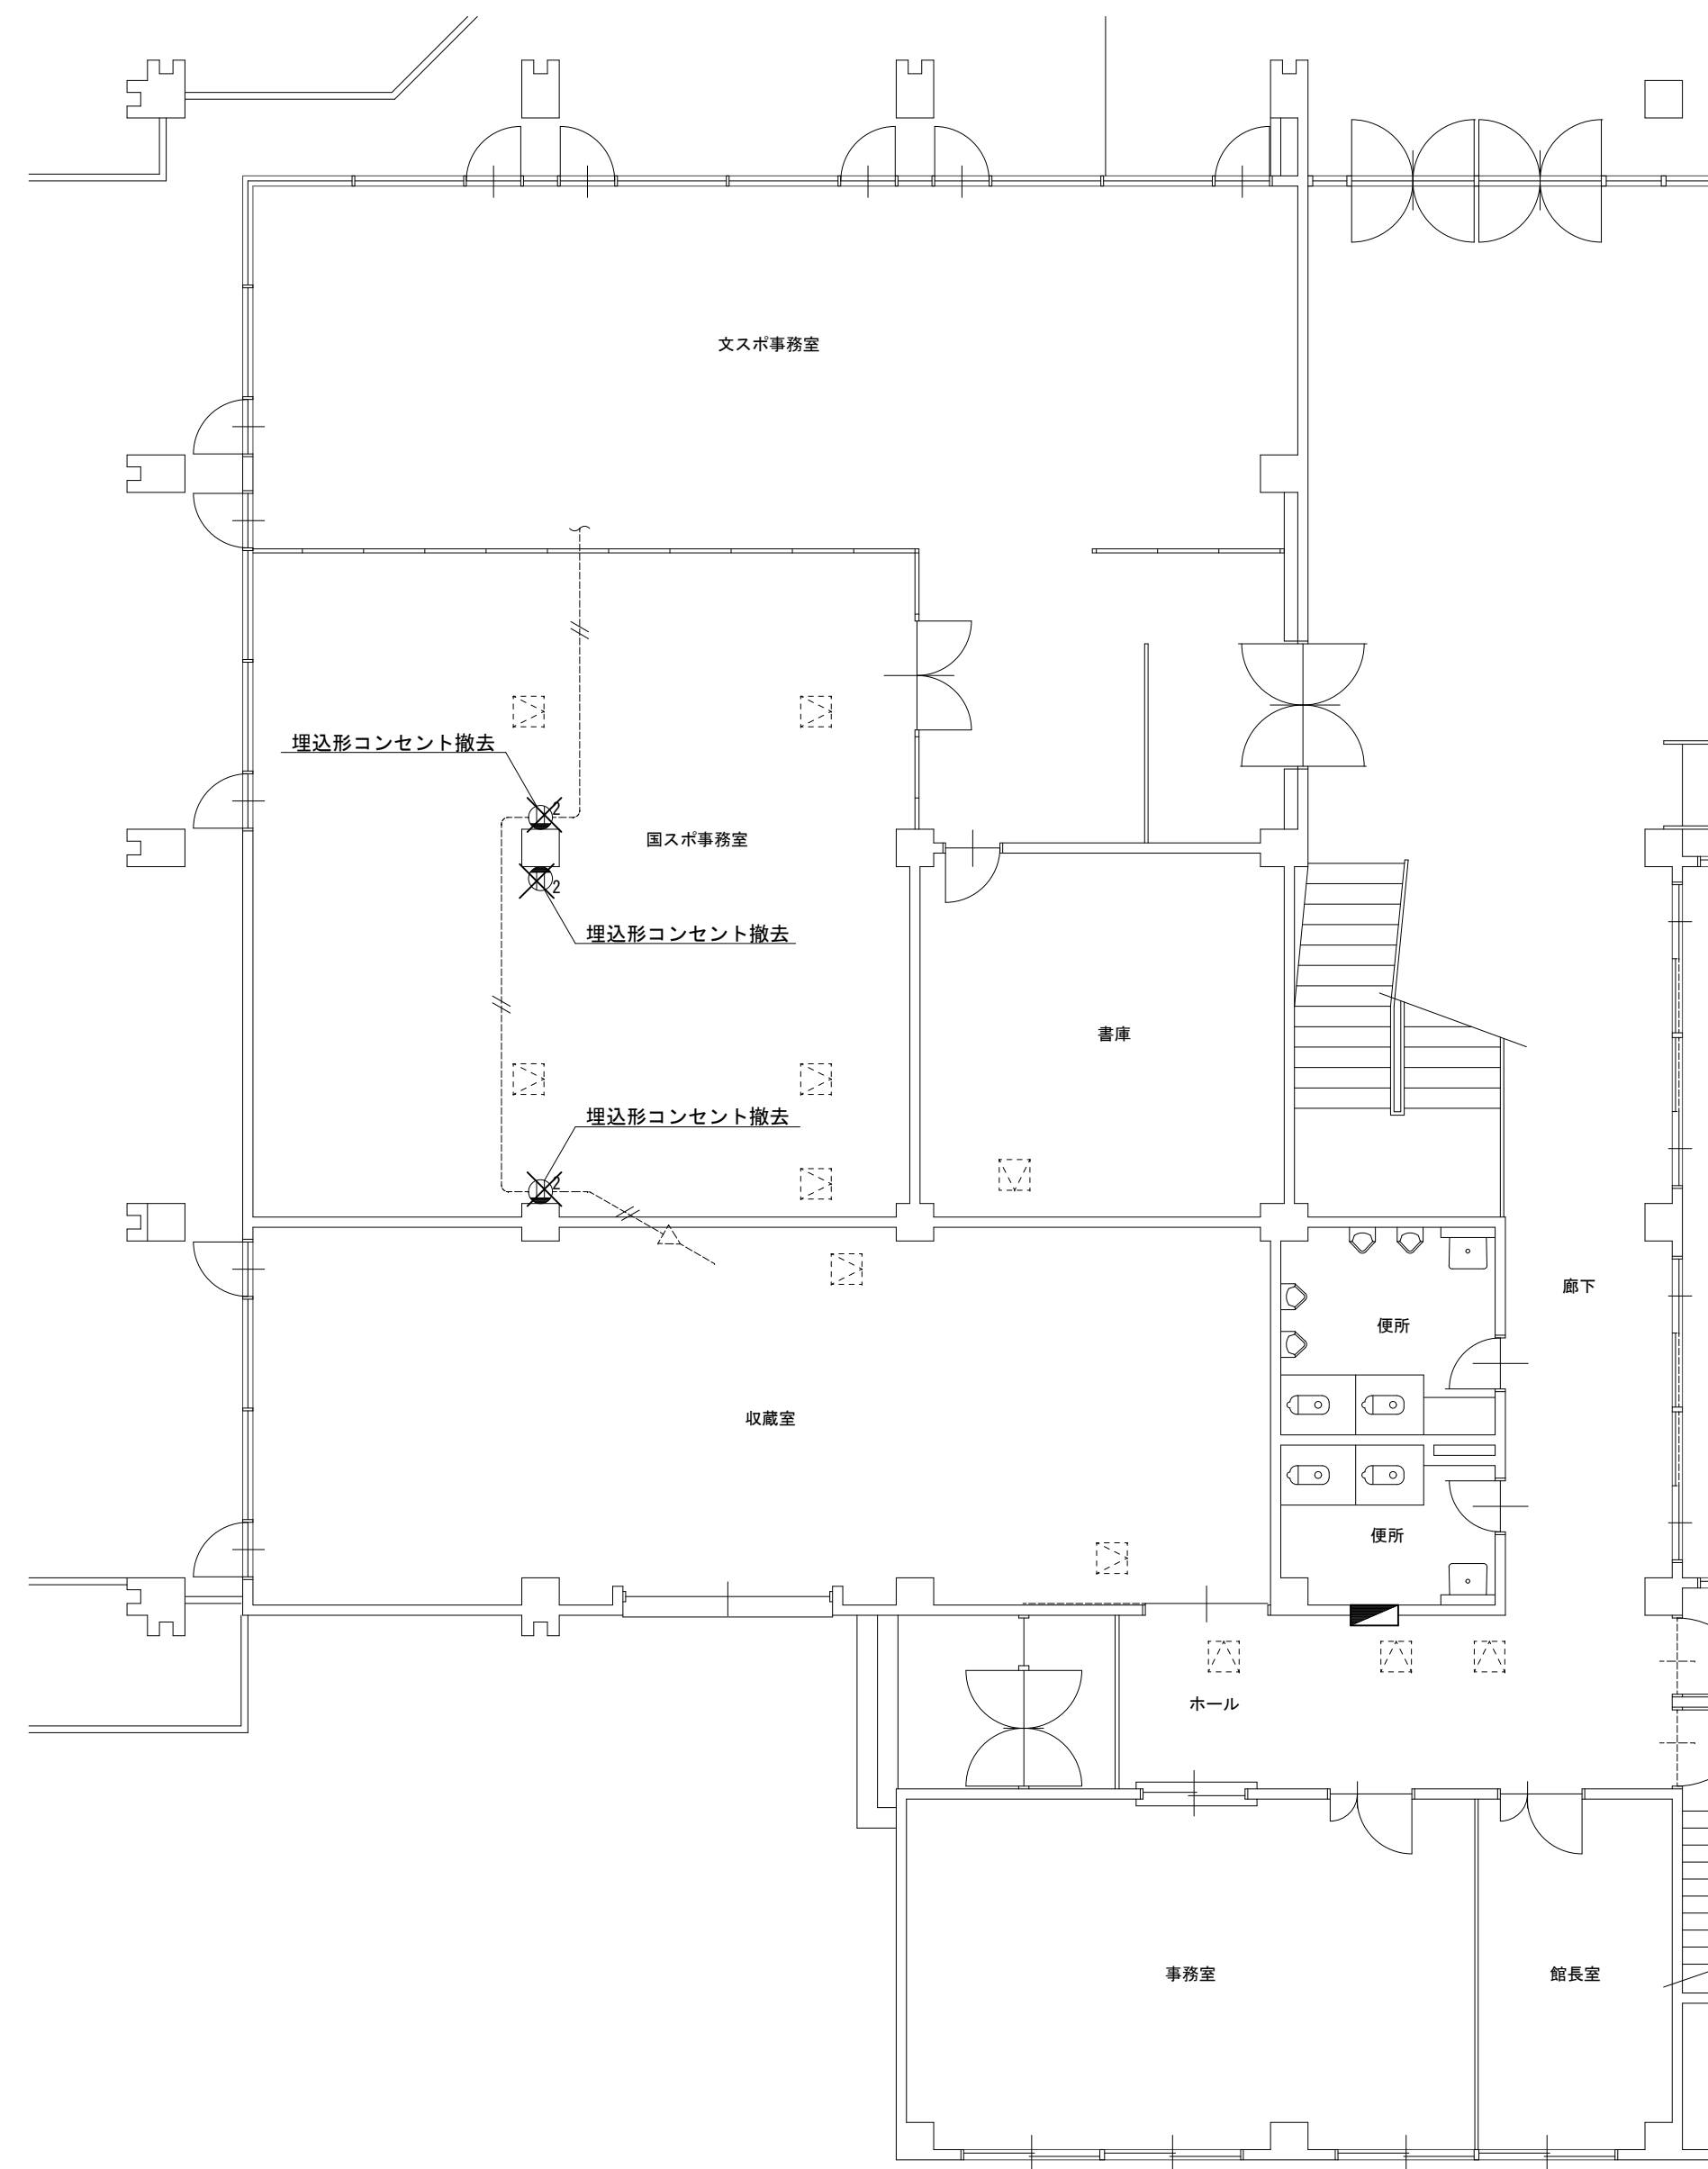 文スポ事務室
埋込形コンセント撤去
2
国スポ事務室
2
埋込形コンセント撤去
書庫
埋込形コンセント撤去
2
廊下
便所
収蔵室
便所
ホール
事務室
館長室